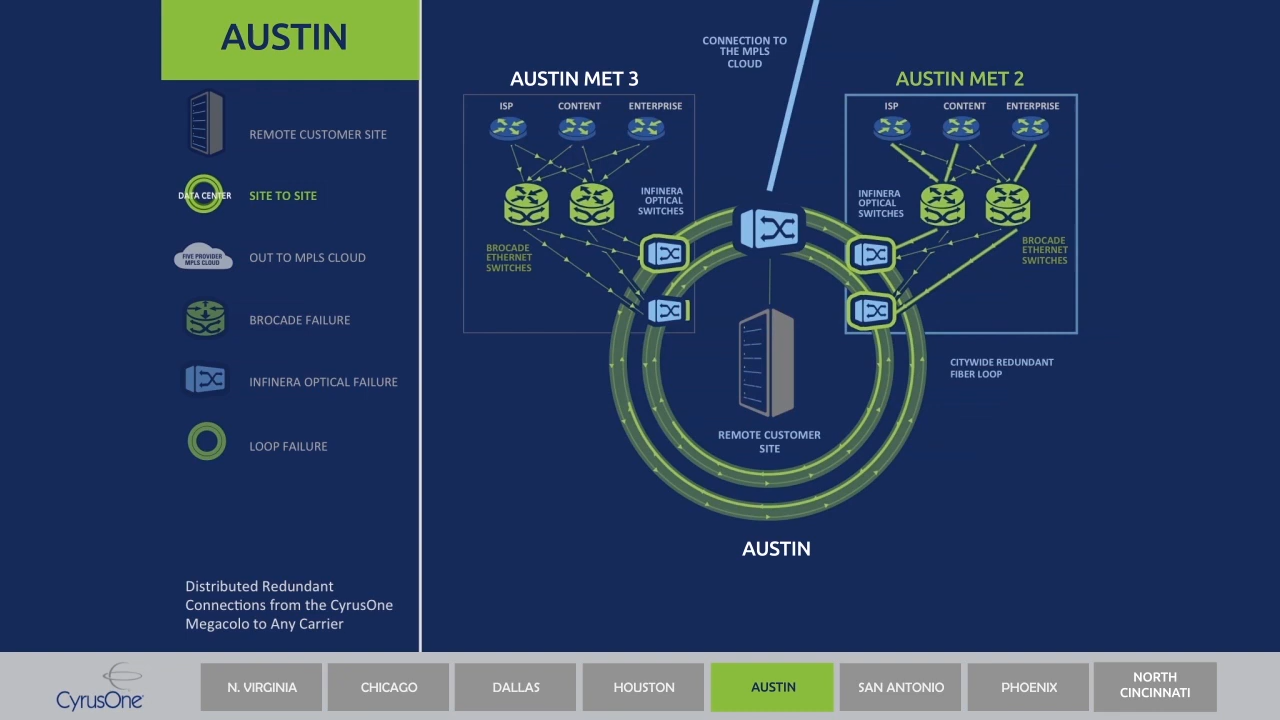 AUSTIN
REMOTE CUSTOMER SITE
DATA CENTER
SITE TO SITE
FIVE PROVIDER
MPLS CLOUD
OUT TO MPLS CLOUD
BROCADE FAILURE
INFINERA OPTICAL FAILURE
LOOP FAILURE
Distributed Redundant
Connections from the CyrusOne
Megacolo to Any Carrier
CONNECTION TO
THE MPLS
CLOUD
AUSTIN MET 3
ISP CONTENT ENTERPRISE
INFINERA
OPTICAL
SWITCHES
BROCADE
ETHERNET
SWITCHES
AUSTIN MET 2
ISP CONTENT ENTERPRISE
INFINERA
OPTICAL
SWITCHES
BROCADE
ETHERNET
SWITCHES
CITYWIDE REDUNDANT
FIBER LOOP
REMOTE CUSTOMER
SITE
AUSTIN
CyrusOne
N. VIRGINIA
CHICAGO
DALLAS
HOUSTON
AUSTIN
SAN ANTONIO
PHOENIX
NORTH
CINCINNATI